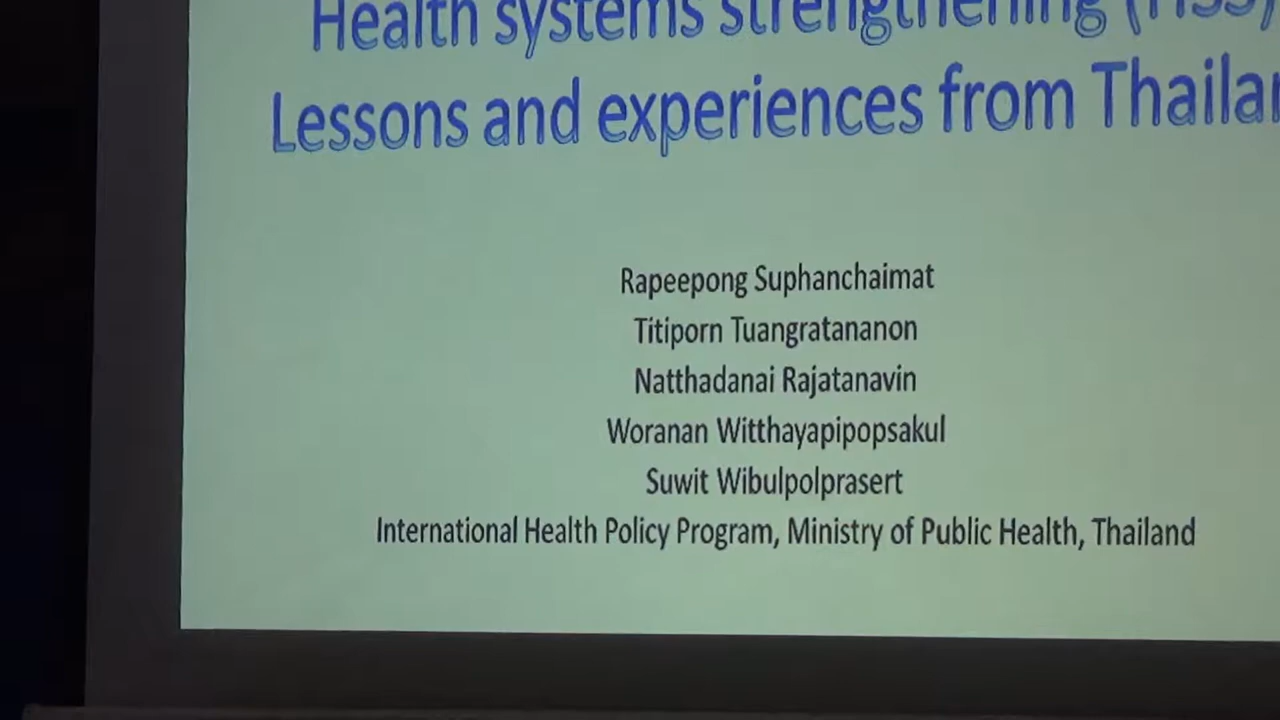 Health systems strengthening (HSS)
Lessons and experiences from Thailan
Rapeepong Suphanchaimat
Titiporn Tuangratananon
Natthadanai Rajatanavin
Woranan Witthayapipopsakul
Suwit Wibulpolprasert
International Health Policy Program, Ministry of Public Health, Thailand